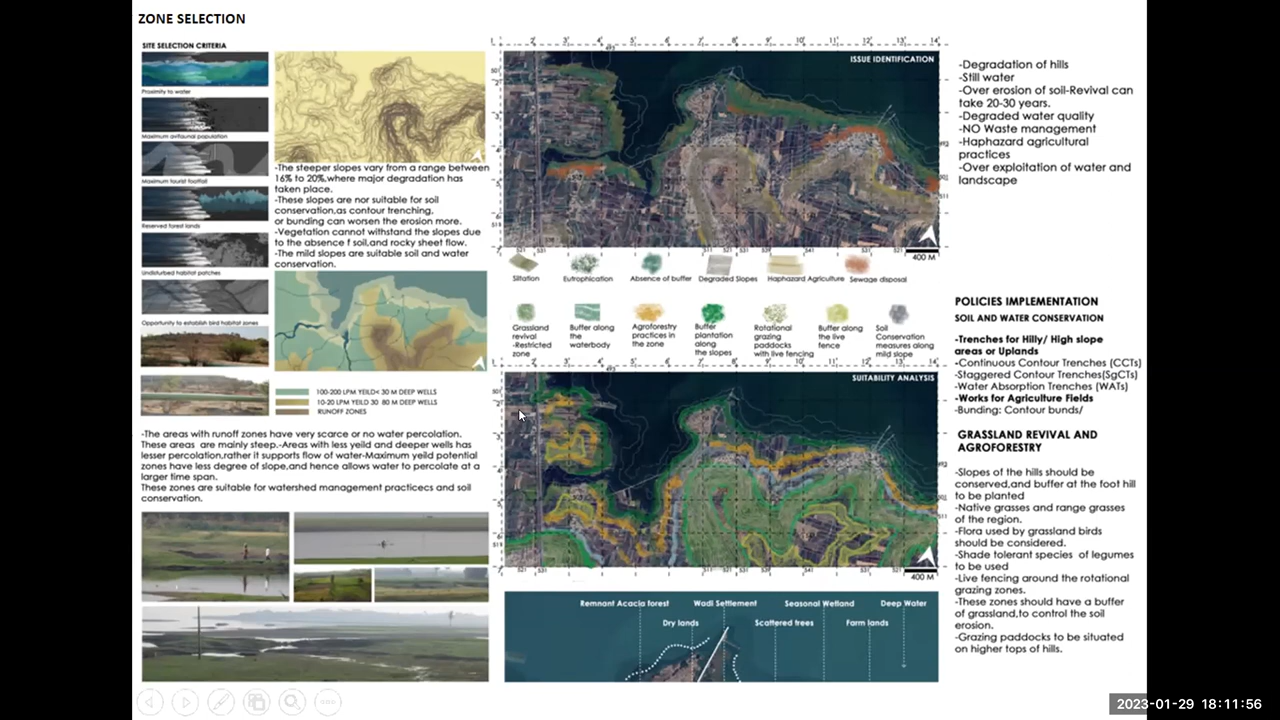 ZONE SELECTION
SITE SELECTION CRITERIA
Proximity to water
Maximum avifaunal population
Maximum tourist footfall
Reserved forest lands
Undisturbed habitat patches
Opportunity to establish bird habitat zones
-The steeper slopes vary from a range between
16% to 20%,where major degradation has
taken place.
-These slopes are nor suitable for soil
conservation,as contour trenching,
or bunding can worsen the erosion more.
-Vegetation cannot withstand the slopes due
to the absence f soil,and rocky sheet flow.
-The mild slopes are suitable soil and water
conservation.
100-200 LPM YEILD< 30 M DEEP WELLS
10-20 LPM YEILD 30 80 M DEEP WELLS
RUNOFF ZONES
-The areas with runoff zones have very scarce or no water percolation.
These areas are mainly steep.-Areas with less yeild and deeper wells has
lesser percolation,rather it supports flow of water-Maximum yeild potential
zones have less degree of slope,and hence allows water to percolate at a
larger time span.
These zones are suitable for watershed management practicecs and soil
conservation.
ISSUE IDENTIFICATION
400 M
Siltation
Eutrophication
Absence of buffer
Degraded Slopes
Haphazard Agriculture
Sewage disposal
Grassland
revival
-Restricted
zone
Buffer along
the
waterbody
Agroforestry
practices in
the zone
Buffer
plantation
along
the slopes
Rotational
grazing
paddocks
with live fencing
Buffer along
the live
fence
Soil
Conservation
measures along
mild slope
SUITABILITY ANALYSIS
400 M
Remnant Acacia forest
Wadi Settlement
Seasonal Wetland
Deep Water
Dry lands
Scattered trees
Farm lands
-Degradation of hills
-Still water
-Over erosion of soil-Revival can
take 20-30 years.
-Degraded water quality
-NO Waste management
-Haphazard agricultural
practices
-Over exploitation of water and
landscape
POLICIES IMPLEMENTATION
SOIL AND WATER CONSERVATION
-Trenches for Hilly/ High slope
areas or Uplands
-Continuous Contour Trenches (CCTs)
-Staggered Contour Trenches(SgCTs)
-Water Absorption Trenches (WATs)
-Works for Agriculture Fields
-Bunding: Contour bunds/
GRASSLAND REVIVAL AND
AGROFORESTRY
-Slopes of the hills should be
conserved,and buffer at the foot hill
to be planted
-Native grasses and range grasses
of the region.
-Flora used by grassland birds
should be considered.
-Shade tolerant species of legumes
to be used
-Live fencing around the rotational
grazing zones.
-These zones should have a buffer
of grassland,to control the soil
erosion.
-Grazing paddocks to be situated
on higher tops of hills.
2023-01-29 18:11:56